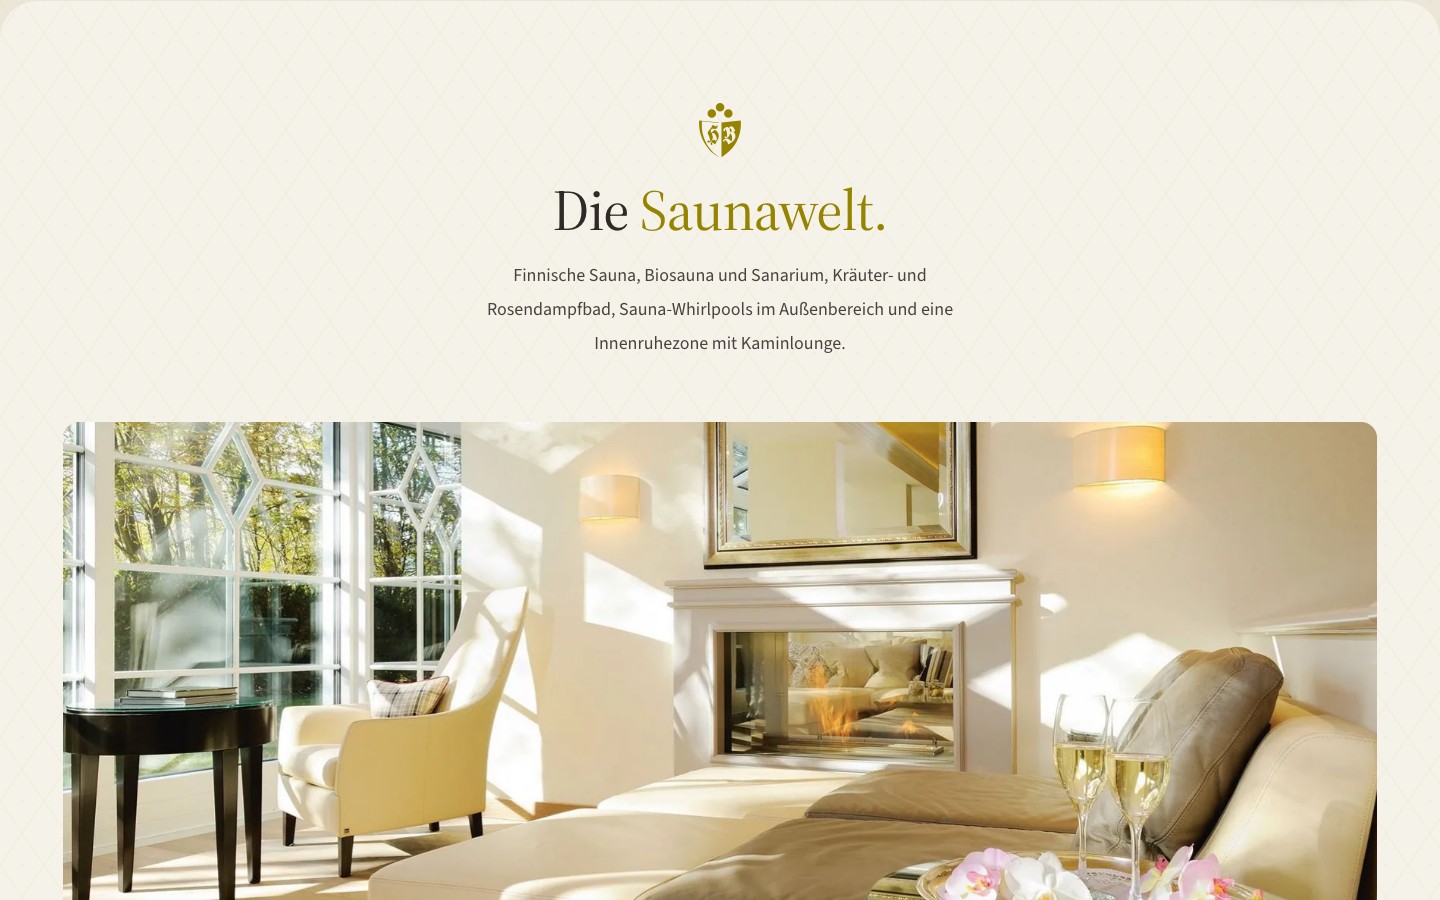 HB
Die Saunawelt.
Finnische Sauna, Biosauna und Sanarium, Kräuter- und
Rosendampfbad, Sauna-Whirlpools im Außenbereich und eine
Innenruhezone mit Kaminlounge.